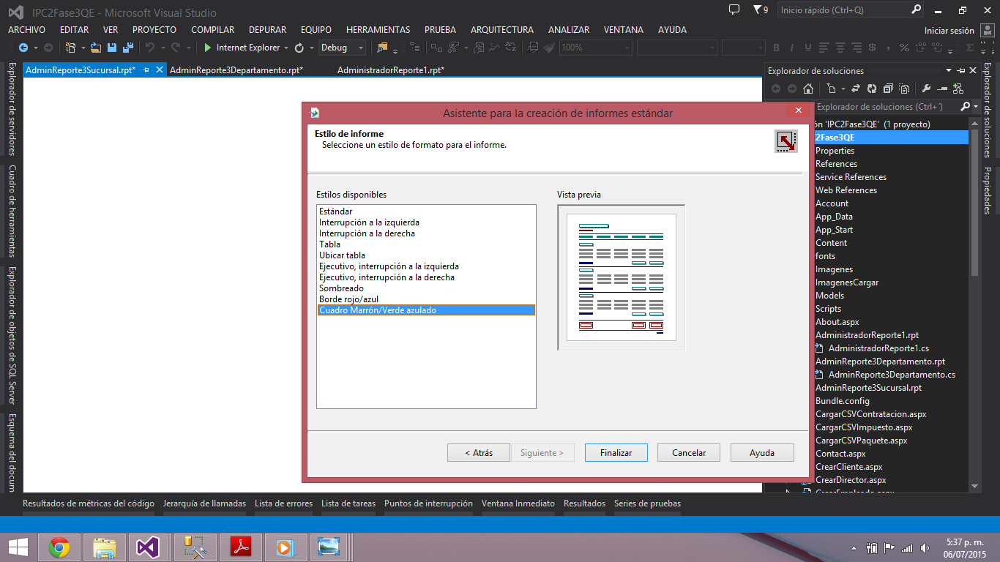 IPC2Fase3QE - Microsoft Visual Studio
9
Inicio rápido (Ctrl+Q)
ARCHIVO EDITAR VER PROYECTO COMPILAR DEPURAR EQUIPO HERRAMIENTAS PRUEBA ARQUITECTURA ANALIZAR VENTANA AYUDA
Iniciar sesión
Internet Explorer Debug 100%
AdminReporte3Sucursal.rpt* AdminReporte3Departamento.rpt* AdministradorReporte1.rpt*
Explorador de servidores
Cuadro de herramientas
Explorador de objetos de SQL Server
Esquema del docum
Asistente para la creación de informes estándar
Estilo de informe
Seleccione un estilo de formato para el informe.
Estilos disponibles
Estándar
Interrupción a la izquierda
Interrupción a la derecha
Tabla
Ubicar tabla
Ejecutivo, interrupción a la izquierda
Ejecutivo, interrupción a la derecha
Sombreado
Borde rojo/azul
Cuadro Marrón/Verde azulado
Vista previa
< Atrás Siguiente > Finalizar Cancelar Ayuda
Explorador de soluciones
Explorador de soluciones (Ctrl+´)
ón 'IPC2Fase3QE' (1 proyecto)
C2Fase3QE
Properties
References
Service References
Web References
Account
App_Data
App_Start
Content
fonts
Imagenes
ImagenesCargar
Models
Scripts
About.aspx
AdministradorReporte1.rpt
AdministradorReporte1.cs
AdminReporte3Departamento.rpt
AdminReporte3Departamento.cs
AdminReporte3Sucursal.rpt
Bundle.config
CargarCSVContratacion.aspx
CargarCSVImpuesto.aspx
CargarCSVPaquete.aspx
Contact.aspx
CrearCliente.aspx
CrearDirector.aspx
CrearEmpleado.aspx
Explorador de soluciones
Propiedades
Resultados de métricas del código Jerarquía de llamadas Lista de errores Lista de tareas Puntos de interrupción Ventana Inmediato Resultados Series de pruebas
5:37 p. m.
06/07/2015